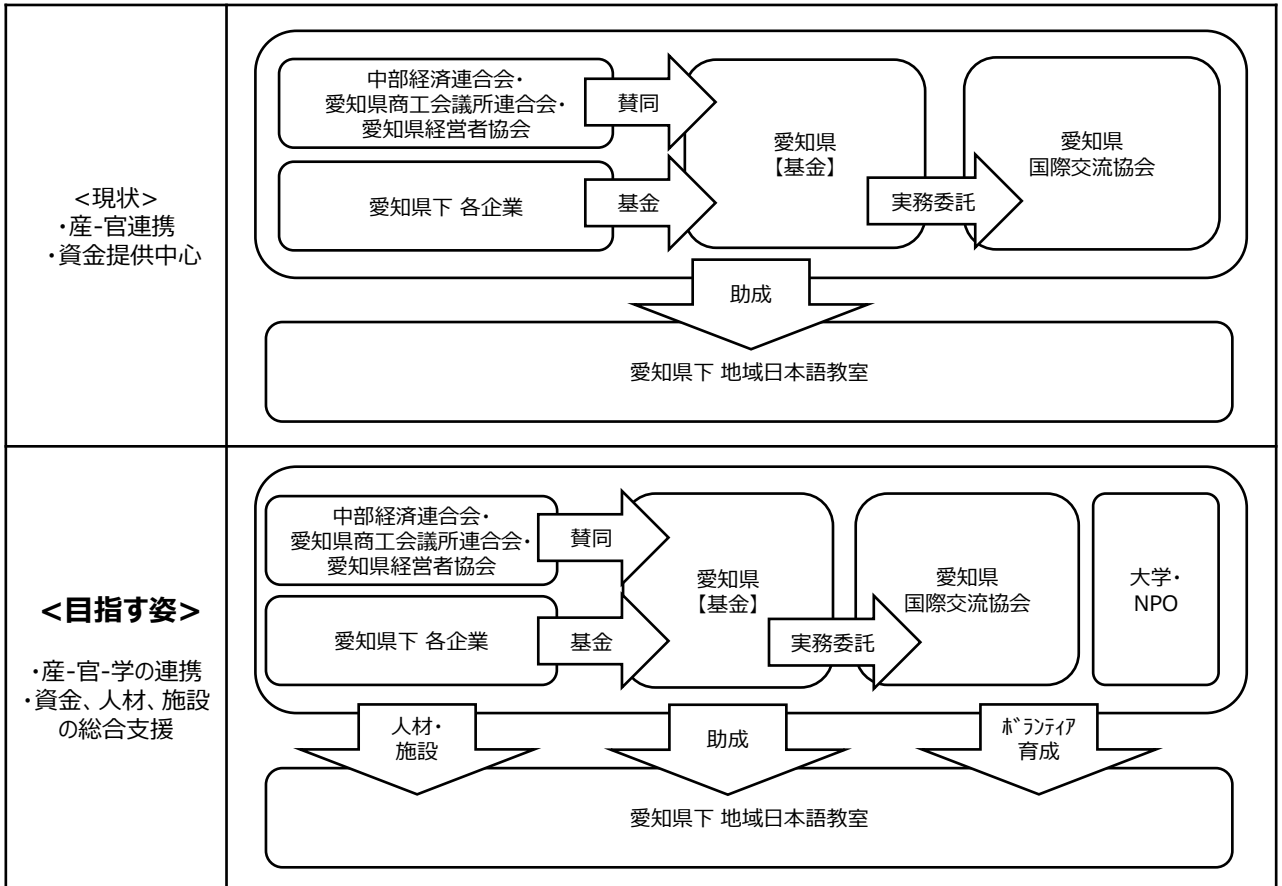 <現状>
・産-官連携
・資金提供中心
中部経済連合会・
愛知県商工会議所連合会・
愛知県経営者協会
賛同
愛知県下 各企業
基金
愛知県
【基金】
実務委託
愛知県
国際交流協会
助成
愛知県下 地域日本語教室
<目指す姿>
・産-官-学の連携
・資金、人材、施設
の総合支援
中部経済連合会・
愛知県商工会議所連合会・
愛知県経営者協会
賛同
愛知県下 各企業
基金
愛知県
【基金】
実務委託
愛知県
国際交流協会
大学・
NPO
人材・
施設
助成
ﾎﾞﾗﾝﾃｨｱ
育成
愛知県下 地域日本語教室